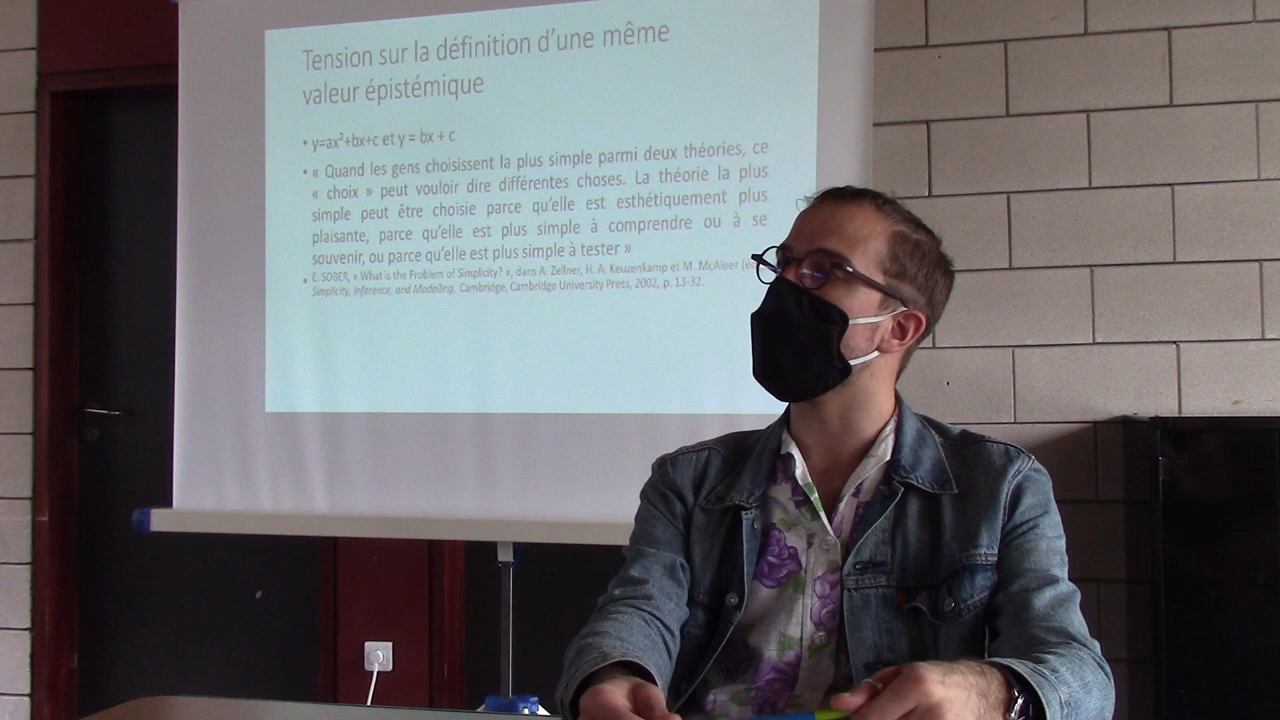 Tension sur la définition d'une même
valeur épistémique
• y=ax²+bx+c et y = bx + c
• « Quand les gens choisissent la plus simple parmi deux théories, ce
« choix » peut vouloir dire différentes choses. La théorie la plus
simple peut être choisie parce qu'elle est esthétiquement plus
plaisante, parce qu'elle est plus simple à comprendre ou à se
souvenir, ou parce qu'elle est plus simple à tester »
• E. SOBER, « What is the Problem of Simplicity? », dans A. Zellner, H. A. Keuzenkamp et M. McAleer
Simplicity, Inference, and Modelling. Cambridge, Cambridge University Press, 2002, p. 13-32.